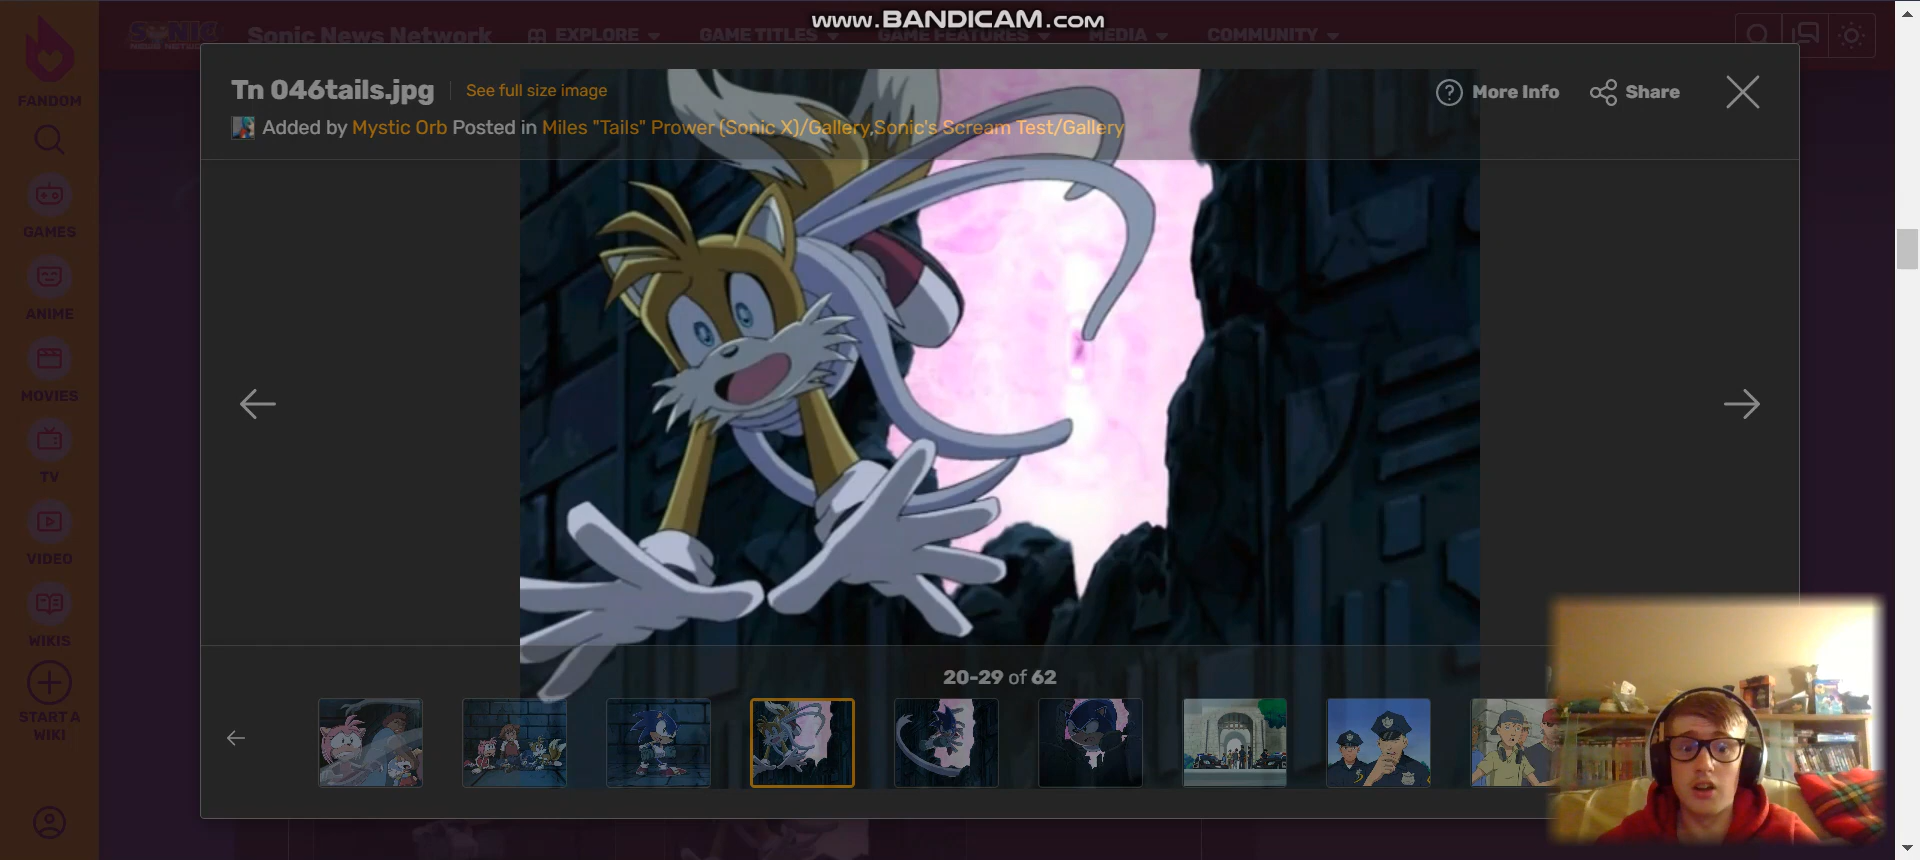 www.BANDICAM.com
SONIC
Sonic News Network
EXPLORE
GAME TITLES
GAME FEATURES
MEDIA
COMMUNITY
FANDOM
GAMES
ANIME
MOVIES
TV
VIDEO
WIKIS
START A
WIKI
Tn 046tails.jpg
See full size image
More Info
Share
Added by Mystic Orb Posted in Miles "Tails" Prower (Sonic X)/Gallery,Sonic's Scream Test/Gallery
20-29 of 62